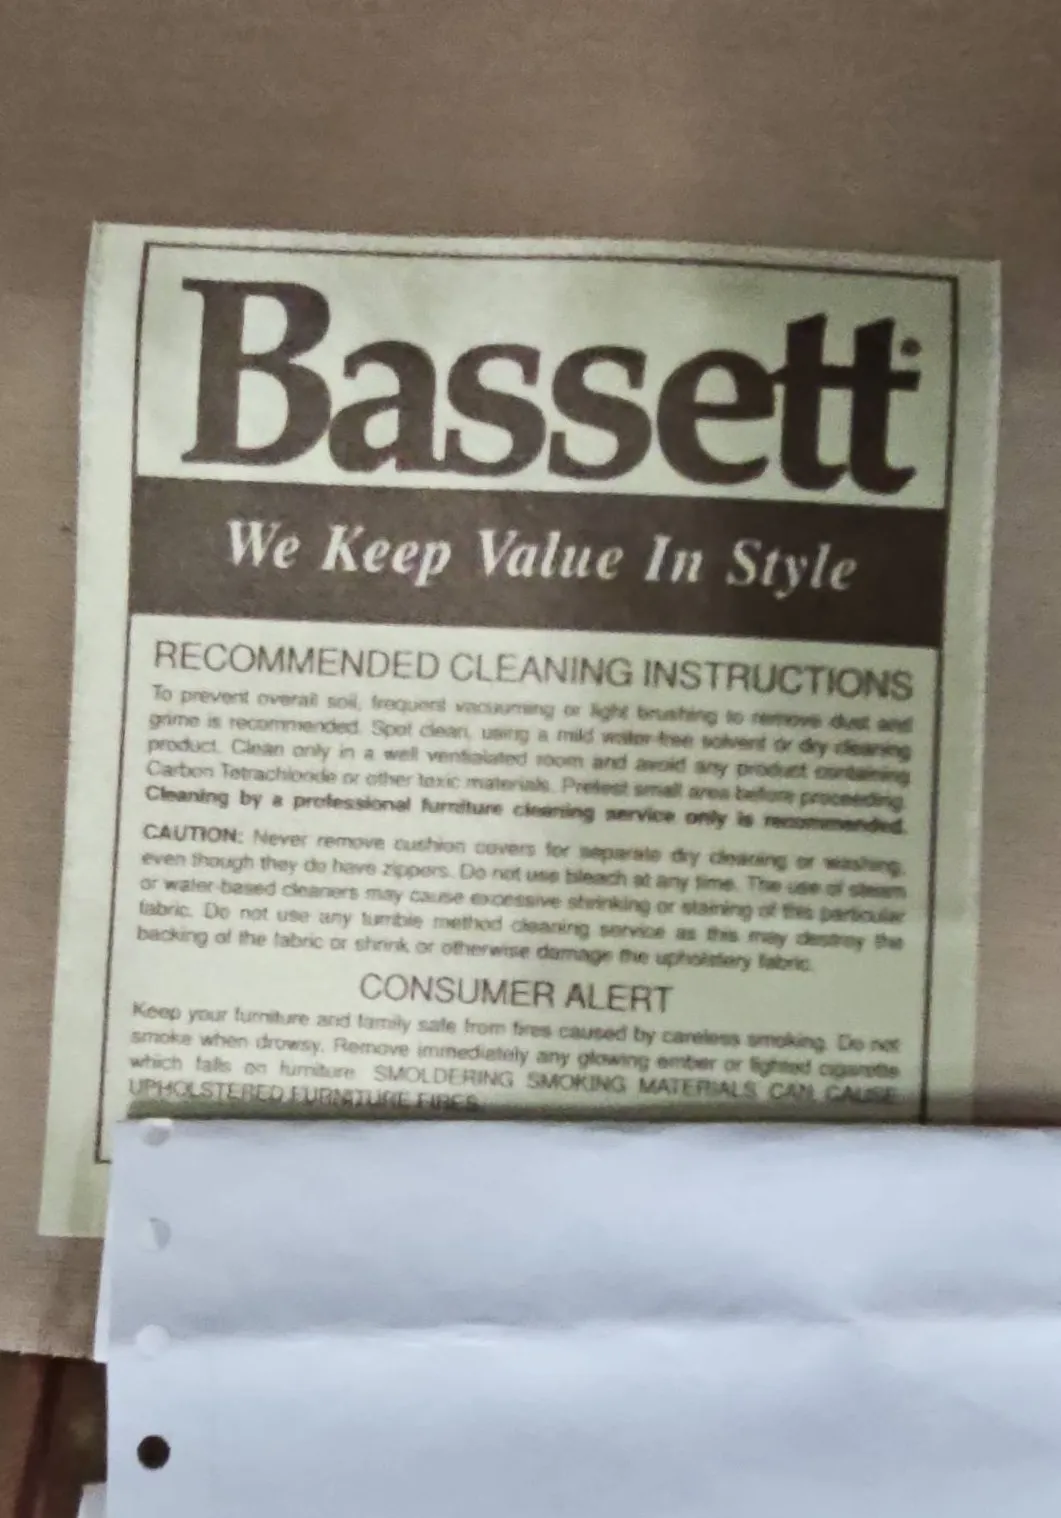 Bassett
We Keep Value In Style
RECOMMENDED CLEANING INSTRUCTIONS
To prevent overall soil, frequent vacuuming or light brushing to remove dust and
grime is recommended. Spot clean, using a mild water-free solvent or dry cleaning
product. Clean only in a well ventilated room and avoid any product containing
Carbon Tetrachloride or other toxic materials. Pretest small area before proceeding.
Cleaning by a professional furniture cleaning service only is recommended.
CAUTION: Never remove cushion covers for separate dry cleaning or washing,
even though they do have zippers. Do not use bleach at any time. The use of steam
or water-based cleaners may cause excessive shrinking or staining of this particular
fabric. Do not use any tumble method cleaning service as this may destroy the
backing of the fabric or shrink or otherwise damage the upholstery fabric.
CONSUMER ALERT
Keep your furniture and family safe from fires caused by careless smoking. Do not
smoke when drowsy. Remove immediately any glowing ember or lighted cigarette
which falls on furniture. SMOLDERING SMOKING MATERIALS CAN CAUSE
UPHOLSTERED FURNITURE FIRES.